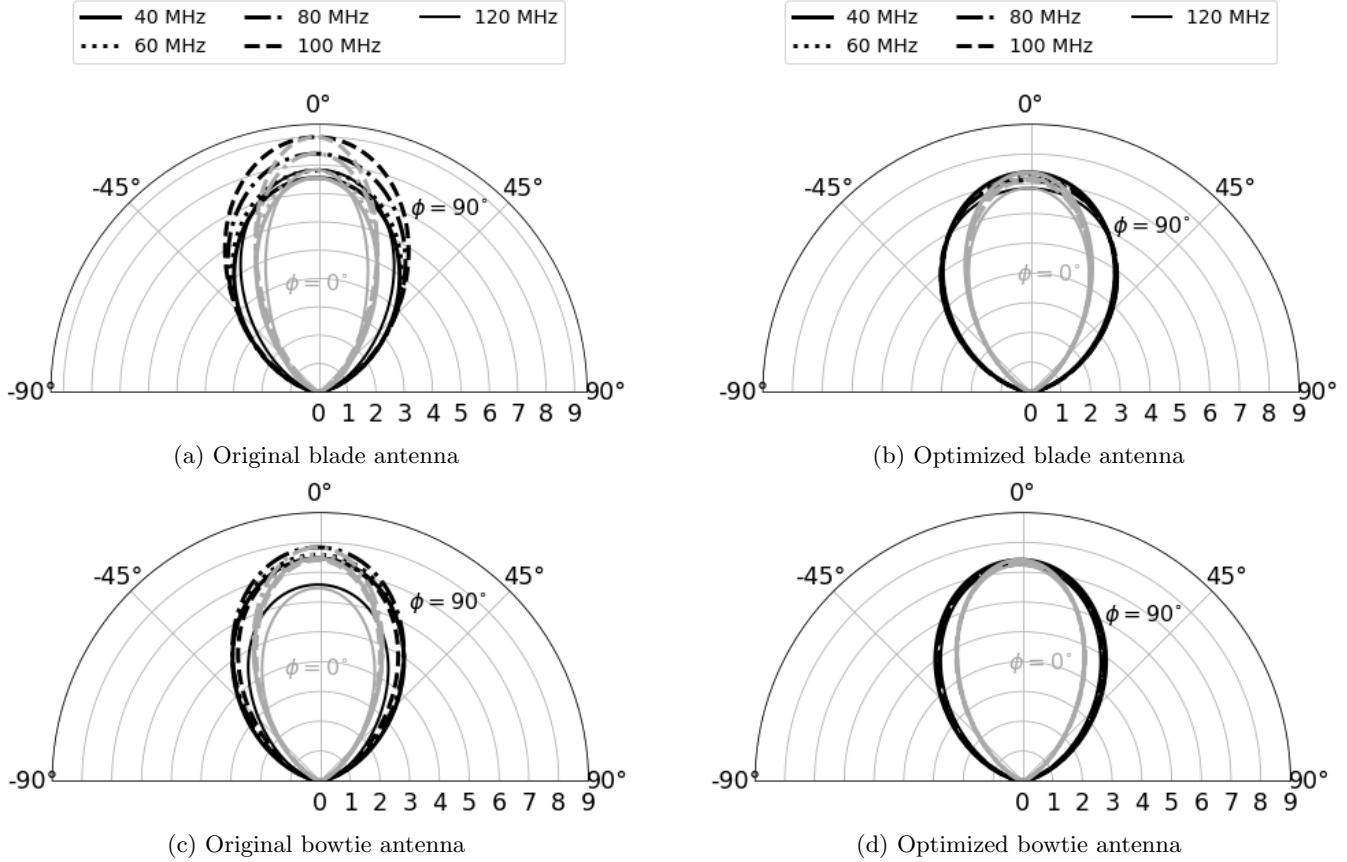 40 MHz 80 MHz 120 MHz
60 MHz 100 MHz
40 MHz 80 MHz 120 MHz
60 MHz 100 MHz
0°
-45° 45°
ϕ = 90°
ϕ = 0°
-90° 90°
0 1 2 3 4 5 6 7 8 9
(a) Original blade antenna
0°
-45° 45°
ϕ = 90°
ϕ = 0°
-90° 90°
0 1 2 3 4 5 6 7 8 9
(b) Optimized blade antenna
0°
-45° 45°
ϕ = 90°
ϕ = 0°
-90° 90°
0 1 2 3 4 5 6 7 8 9
(c) Original bowtie antenna
0°
-45° 45°
ϕ = 90°
ϕ = 0°
-90° 90°
0 1 2 3 4 5 6 7 8 9
(d) Optimized bowtie antenna